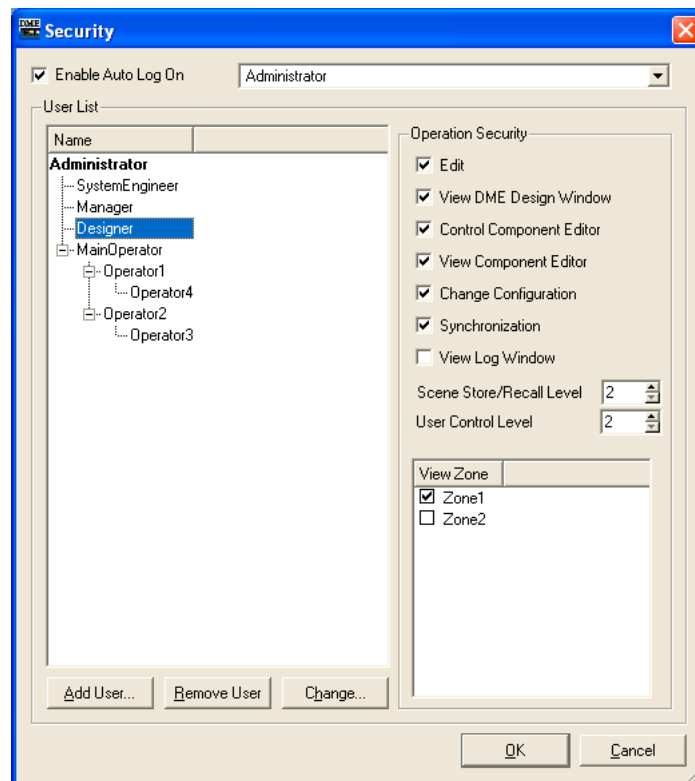 DME
Security
Enable Auto Log On
Administrator
User List
Name
Administrator
SystemEngineer
Manager
Designer
MainOperator
Operator1
Operator4
Operator2
Operator3
Add User...
Remove User
Change...
Operation Security
Edit
View DME Design Window
Control Component Editor
View Component Editor
Change Configuration
Synchronization
View Log Window
Scene Store/Recall Level 2
User Control Level 2
View Zone
Zone1
Zone2
OK
Cancel